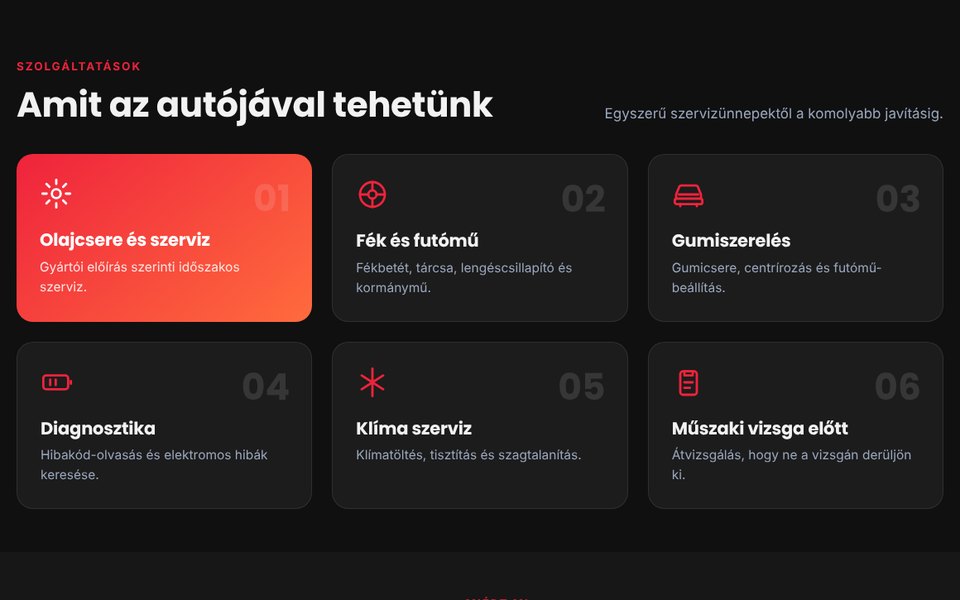 SZOLGÁLTATÁSOK
Amit az autójával tehetünk
Egyszerű szervizünnepektől a komolyabb javításig.
01
Olajcsere és szerviz
Gyártói előírás szerinti időszakos
szerviz.
02
Fék és futómű
Fékbetét, tárcsa, lengéscsillapító és
kormánymű.
03
Gumiszerelés
Gumicsere, centrírozás és futómű-
beállítás.
04
Diagnosztika
Hibakód-olvasás és elektromos hibák
keresése.
05
Klíma szerviz
Klímatöltés, tisztítás és szagtalanítás.
06
Műszaki vizsga előtt
Átvizsgálás, hogy ne a vizsgán derüljön
ki.